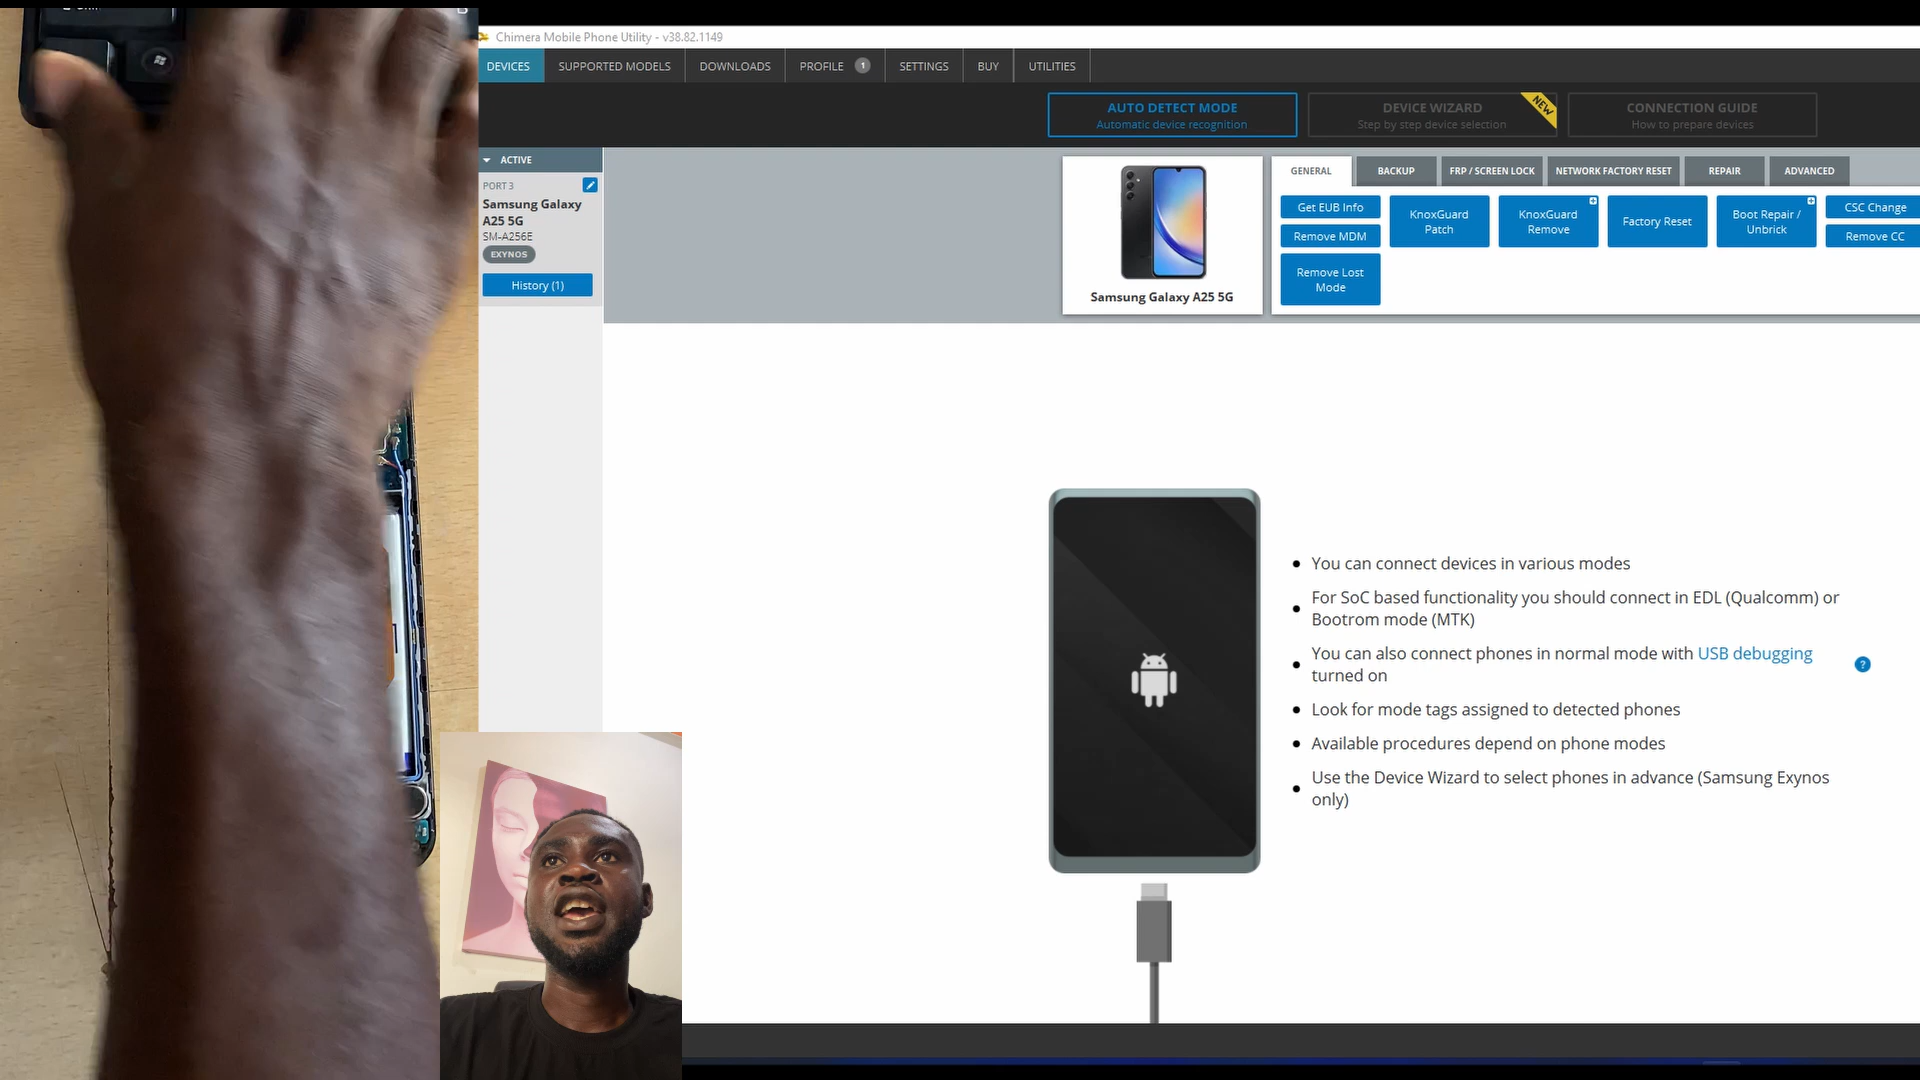 Chimera Mobile Phone Utility - v38.82.1149
DEVICES
SUPPORTED MODELS
DOWNLOADS
PROFILE 1
SETTINGS
BUY
UTILITIES
AUTO DETECT MODE
Automatic device recognition
DEVICE WIZARD
Step by step device selection
NEW
CONNECTION GUIDE
How to prepare devices
ACTIVE
PORT 3
Samsung Galaxy
A25 5G
SM-A256E
EXYNOS
History (1)
Samsung Galaxy A25 5G
GENERAL
BACKUP
FRP / SCREEN LOCK
NETWORK FACTORY RESET
REPAIR
ADVANCED
Get EUB Info
Remove MDM
Remove Lost
Mode
KnoxGuard
Patch
KnoxGuard
Remove
Factory Reset
Boot Repair /
Unbrick
CSC Change
Remove CC
You can connect devices in various modes
For SoC based functionality you should connect in EDL (Qualcomm) or
Bootrom mode (MTK)
You can also connect phones in normal mode with USB debugging
turned on
?
Look for mode tags assigned to detected phones
Available procedures depend on phone modes
Use the Device Wizard to select phones in advance (Samsung Exynos
only)